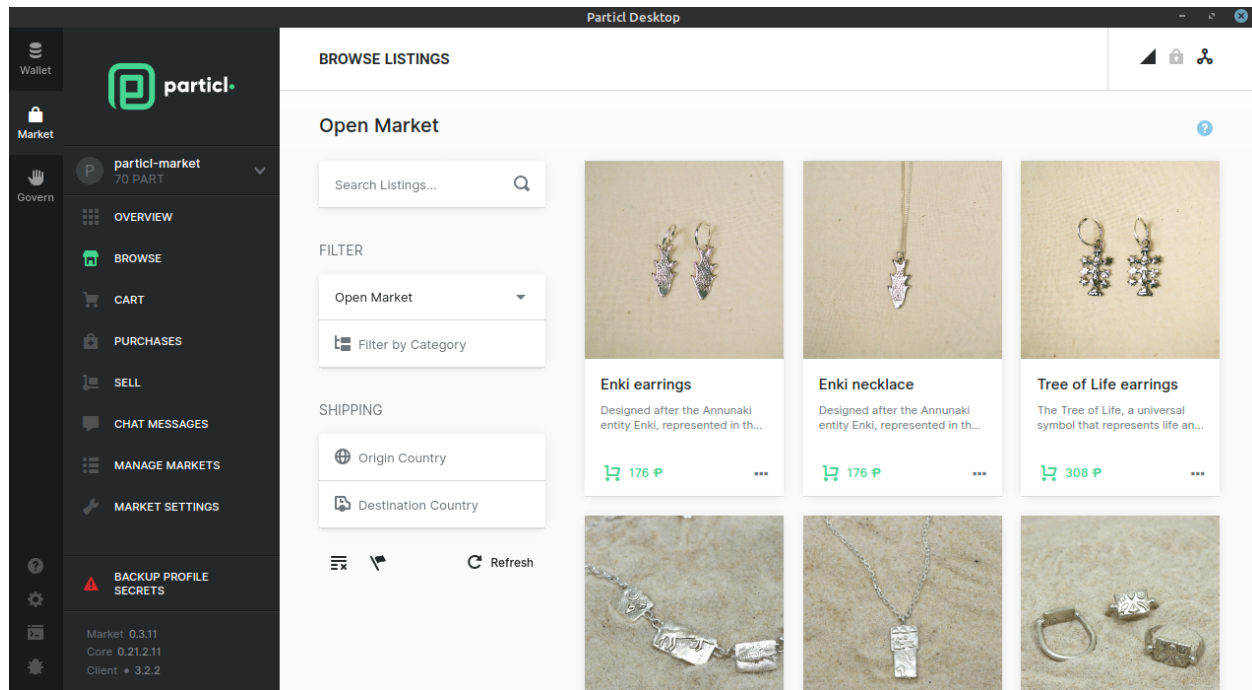 Particl Desktop
Wallet
Market
Govern
particl
P
particl-market
70 PART
OVERVIEW
BROWSE
CART
PURCHASES
SELL
CHAT MESSAGES
MANAGE MARKETS
MARKET SETTINGS
BACKUP PROFILE
SECRETS
Market 0.3.11
Core 0.21.2.11
Client • 3.2.2
BROWSE LISTINGS
Open Market
?
Search Listings...
FILTER
Open Market
Filter by Category
SHIPPING
Origin Country
Destination Country
Refresh
Enki earrings
Designed after the Annunaki
entity Enki, represented in th...
176 ₱
Enki necklace
Designed after the Annunaki
entity Enki, represented in th...
176 ₱
Tree of Life earrings
The Tree of Life, a universal
symbol that represents life an...
308 ₱